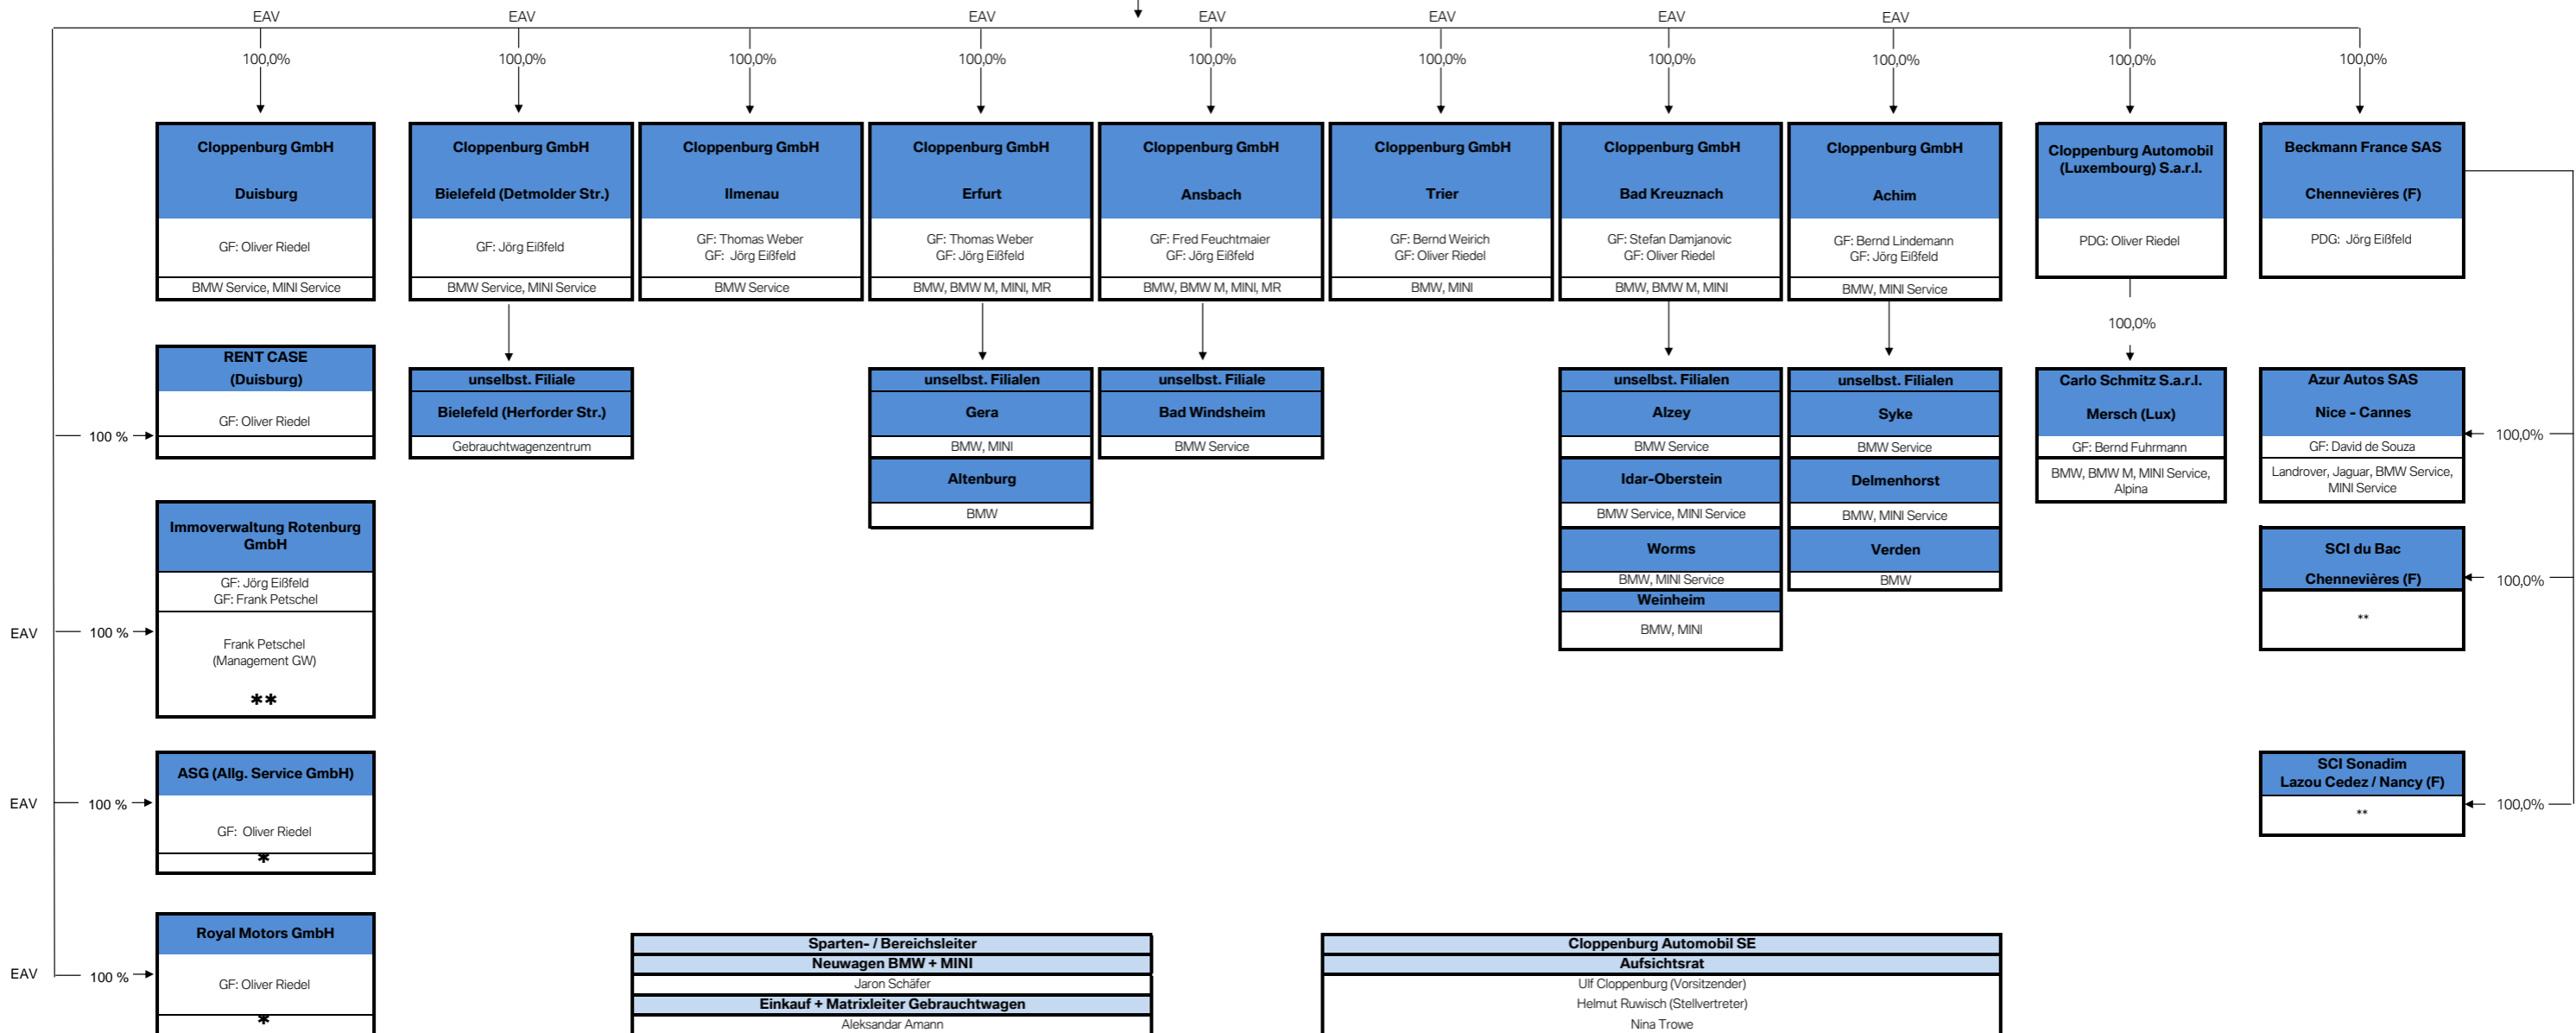 EAV
EAV
EAV
EAV
EAV
EAV
EAV
100,0%
100,0%
100,0%
100,0%
100,0%
100,0%
100,0%
100,0%
100,0%
100,0%
Cloppenburg GmbH
Duisburg
GF: Oliver Riedel
BMW Service, MINI Service
Cloppenburg GmbH
Bielefeld (Detmolder Str.)
GF: Jörg Eißfeld
BMW Service, MINI Service
Cloppenburg GmbH
Ilmenau
GF: Thomas Weber
GF: Jörg Eißfeld
BMW Service
Cloppenburg GmbH
Erfurt
GF: Thomas Weber
GF: Jörg Eißfeld
BMW, BMW M, MINI, MR
Cloppenburg GmbH
Ansbach
GF: Fred Feuchtmaier
GF: Jörg Eißfeld
BMW, BMW M, MINI, MR
Cloppenburg GmbH
Trier
GF: Bernd Weirich
GF: Oliver Riedel
BMW, MINI
Cloppenburg GmbH
Bad Kreuznach
GF: Stefan Damjanovic
GF: Oliver Riedel
BMW, BMW M, MINI
Cloppenburg GmbH
Achim
GF: Bernd Lindemann
GF: Jörg Eißfeld
BMW, MINI Service
Cloppenburg Automobil
(Luxembourg) S.a.r.l.
PDG: Oliver Riedel
Beckmann France SAS
Chennevières (F)
PDG: Jörg Eißfeld
100,0%
RENT CASE
(Duisburg)
GF: Oliver Riedel
100 %
unselbst. Filiale
Bielefeld (Herforder Str.)
Gebrauchtwagenzentrum
unselbst. Filialen
Gera
BMW, MINI
Altenburg
BMW
unselbst. Filiale
Bad Windsheim
BMW Service
unselbst. Filialen
Alzey
BMW Service
Idar-Oberstein
BMW Service, MINI Service
Worms
BMW, MINI Service
Weinheim
BMW, MINI
unselbst. Filialen
Syke
BMW Service
Delmenhorst
BMW, MINI Service
Verden
BMW
Carlo Schmitz S.a.r.l.
Mersch (Lux)
GF: Bernd Fuhrmann
BMW, BMW M, MINI Service,
Alpina
Azur Autos SAS
Nice - Cannes
GF: David de Souza
Landrover, Jaguar, BMW Service,
MINI Service
100,0%
SCI du Bac
Chennevières (F)
**
100,0%
SCI Sonadim
Lazou Cedez / Nancy (F)
**
100,0%
Immoverwaltung Rotenburg
GmbH
GF: Jörg Eißfeld
GF: Frank Petschel
Frank Petschel
(Management GW)
**
EAV
100 %
ASG (Allg. Service GmbH)
GF: Oliver Riedel
*
EAV
100 %
Royal Motors GmbH
GF: Oliver Riedel
*
EAV
100 %
Sparten- / Bereichsleiter
Neuwagen BMW + MINI
Jaron Schäfer
Einkauf + Matrixleiter Gebrauchtwagen
Aleksandar Amann
Cloppenburg Automobil SE
Aufsichtsrat
Ulf Cloppenburg (Vorsitzender)
Helmut Ruwisch (Stellvertreter)
Nina Trowe